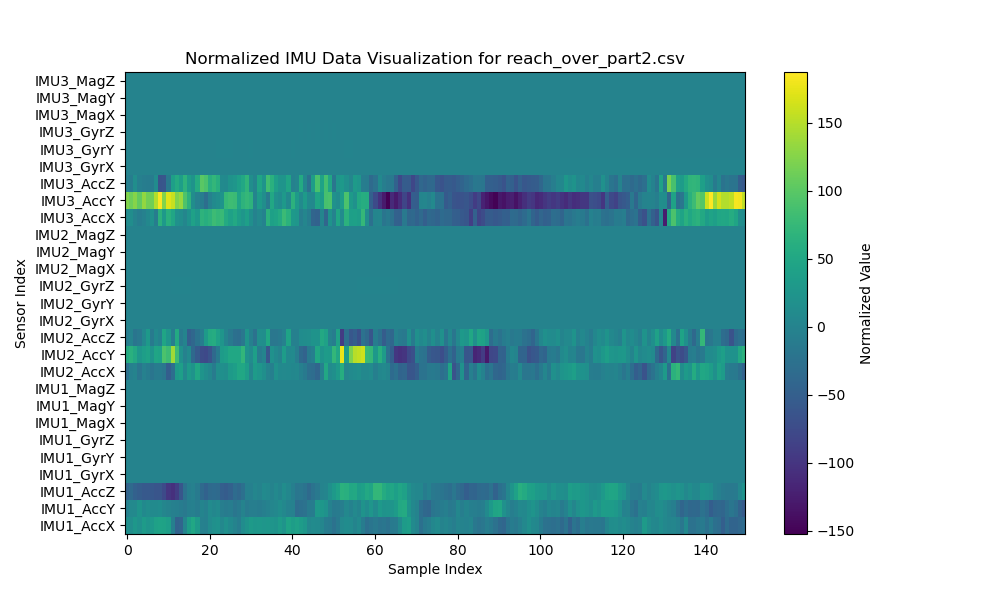 Normalized IMU Data Visualization for reach_over_part2.csv
IMU3_MagZ
IMU3_MagY
IMU3_MagX
IMU3_GyrZ
IMU3_GyrY
IMU3_GyrX
IMU3_AccZ
IMU3_AccY
IMU3_AccX
IMU2_MagZ
IMU2_MagY
IMU2_MagX
IMU2_GyrZ
IMU2_GyrY
IMU2_GyrX
IMU2_AccZ
IMU2_AccY
IMU2_AccX
IMU1_MagZ
IMU1_MagY
IMU1_MagX
IMU1_GyrZ
IMU1_GyrY
IMU1_GyrX
IMU1_AccZ
IMU1_AccY
IMU1_AccX
Sensor Index
0 20 40 60 80 100 120 140
Sample Index
150
100
50
0
−50
−100
−150
Normalized Value